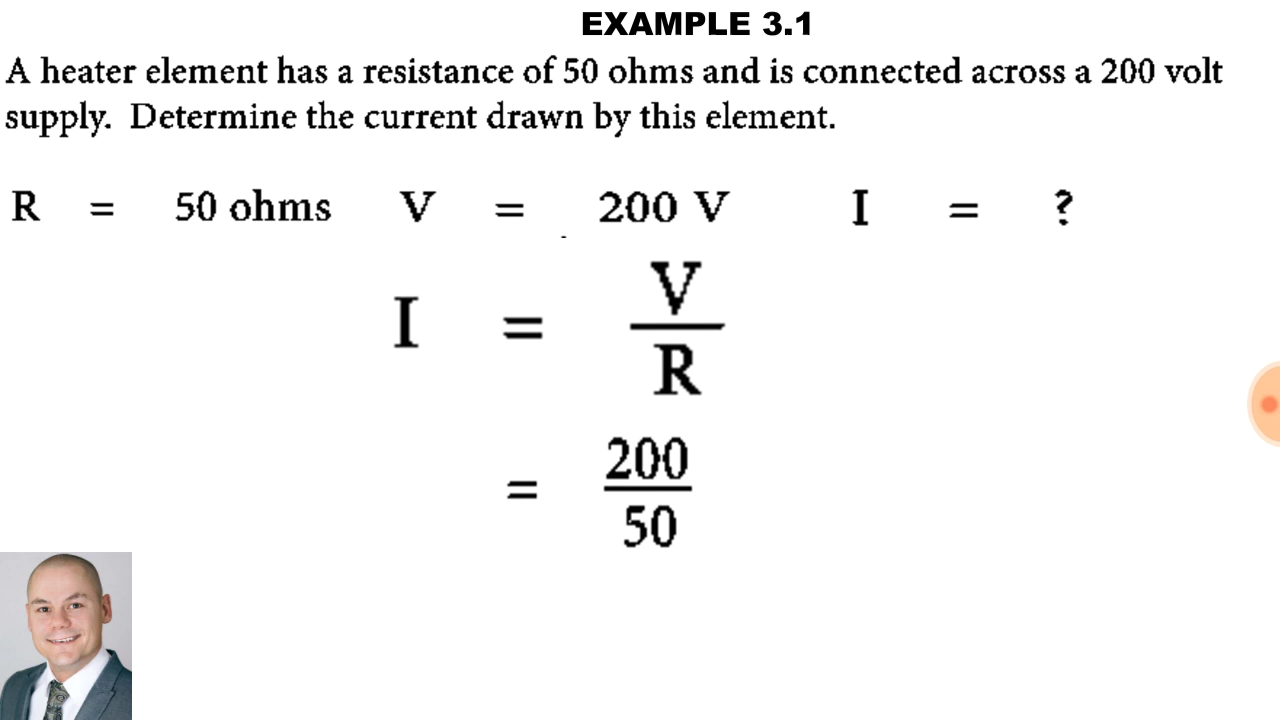 EXAMPLE 3.1
A heater element has a resistance of 50 ohms and is connected across a 200 volt
supply. Determine the current drawn by this element.
R = 50 ohms V = 200 V I = ?
I = V
R
= 200
50